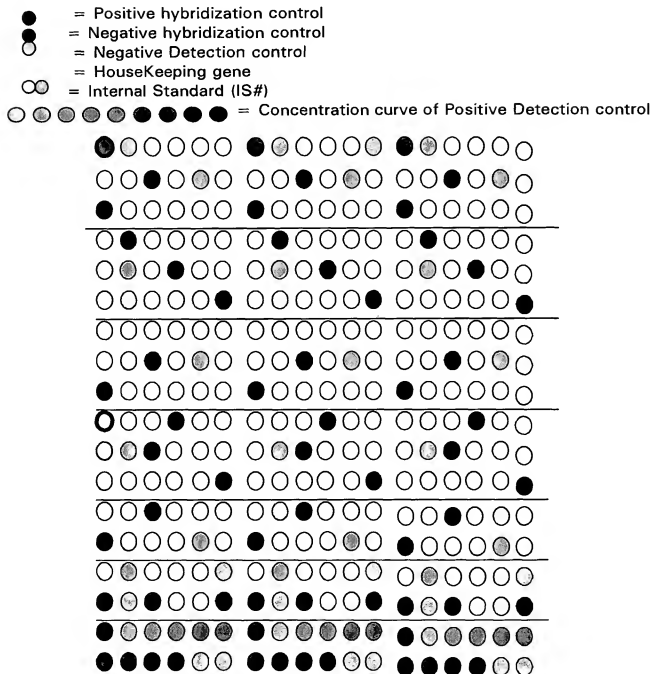 = Positive hybridization control
= Negative hybridization control
= Negative Detection control
= HouseKeeping gene
= Internal Standard (IS#)
= Concentration curve of Positive Detection control